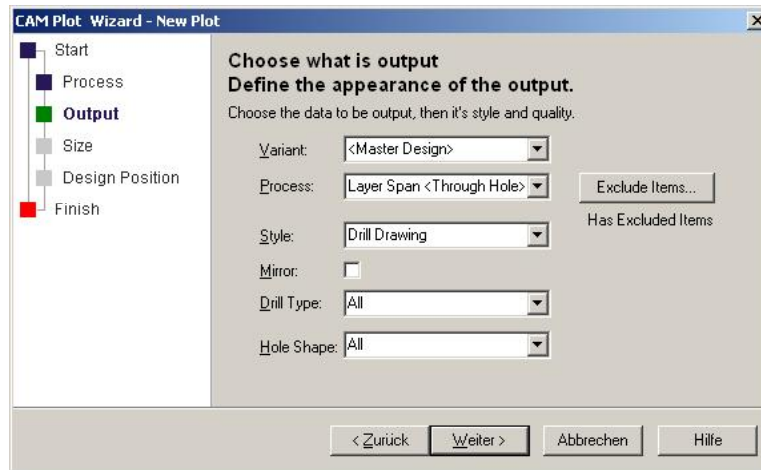 CAM Plot Wizard - New Plot
Start
Process
Output
Size
Design Position
Finish
Choose what is output
Define the appearance of the output.
Choose the data to be output, then it's style and quality.
Variant: <Master Design>
Process: Layer Span <Through Hole> Exclude Items...
Has Excluded Items
Style: Drill Drawing
Mirror:
Drill Type: All
Hole Shape: All
< Zurück Weiter > Abbrechen Hilfe